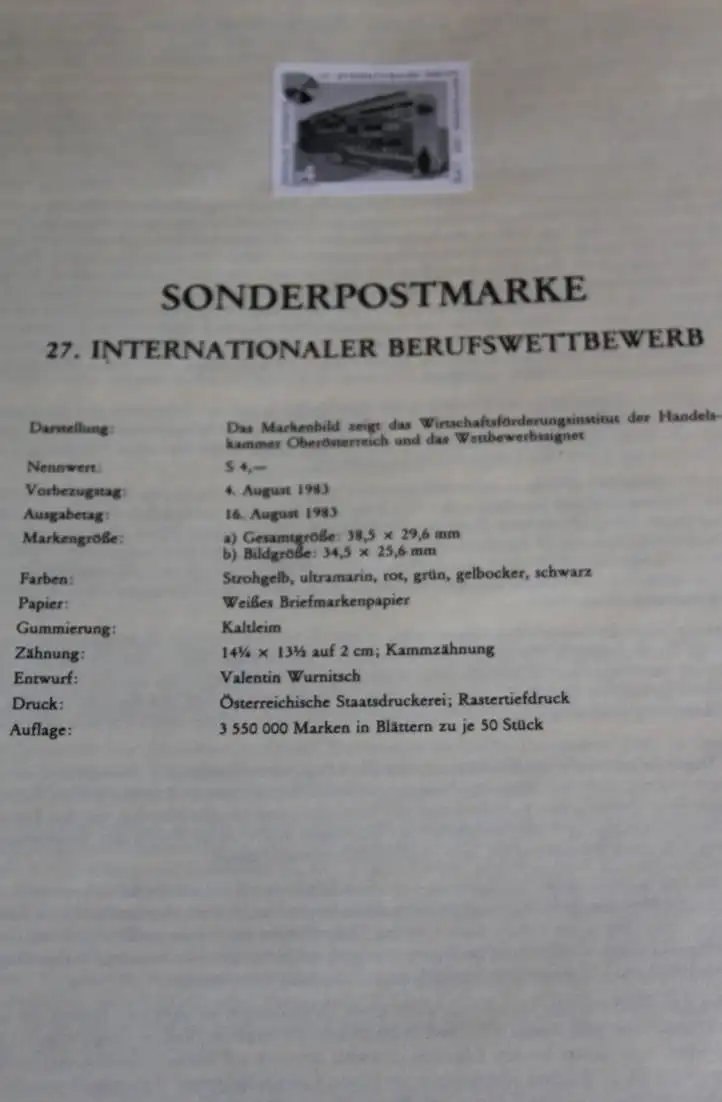 4
SONDERPOSTMARKE
27. INTERNATIONALER BERUFSWETTBEWERB
Darstellung: Das Markenbild zeigt das Wirtschaftsförderungsinstitut der Handels-
kammer Oberösterreich und das Wettbewerbssignet
Nennwert: S 4,—
Vorbezugstag: 4. August 1983
Ausgabetag: 16. August 1983
Markengröße: a) Gesamtgröße: 38,5 × 29,6 mm
b) Bildgröße: 34,5 × 25,6 mm
Farben: Strohgelb, ultramarin, rot, grün, gelbocker, schwarz
Papier: Weißes Briefmarkenpapier
Gummierung: Kaltleim
Zähnung: 14¼ × 13½ auf 2 cm; Kammzähnung
Entwurf: Valentin Wurnitsch
Druck: Österreichische Staatsdruckerei; Rastertiefdruck
Auflage: 3 550 000 Marken in Blättern zu je 50 Stück